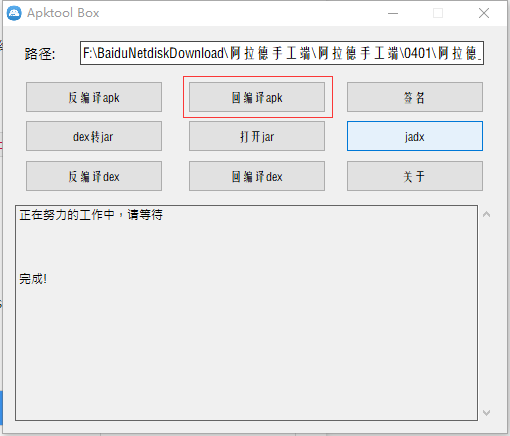 Apktool Box
路径: F:\BaiduNetdiskDownload\阿拉德手工端\阿拉德手工端\0401\阿拉德_
反编译apk 回编译apk 签名
dex转jar 打开jar jadx
反编译dex 回编译dex 关于
正在努力的工作中，请等待
完成!